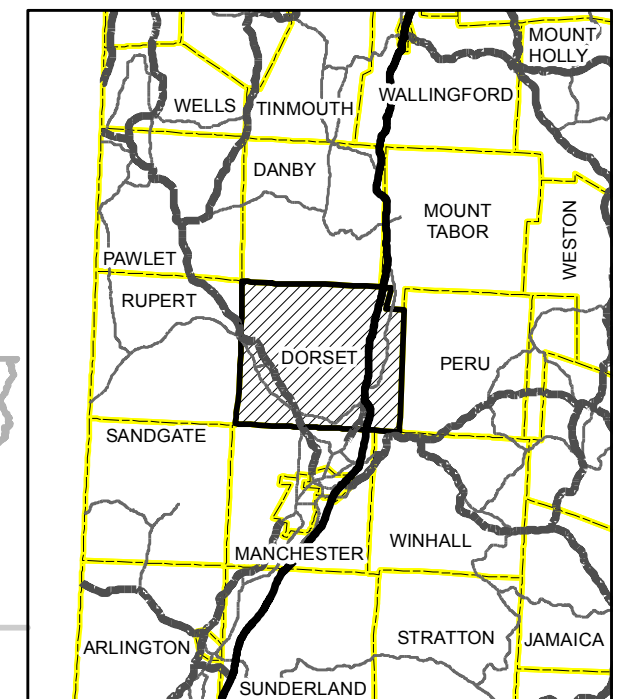 MOUNT
HOLLY
WELLS
TINMOUTH
WALLINGFORD
DANBY
MOUNT
TABOR
WESTON
PAWLET
RUPERT
DORSET
PERU
SANDGATE
MANCHESTER
WINHALL
ARLINGTON
STRATTON
JAMAICA
SUNDERLAND